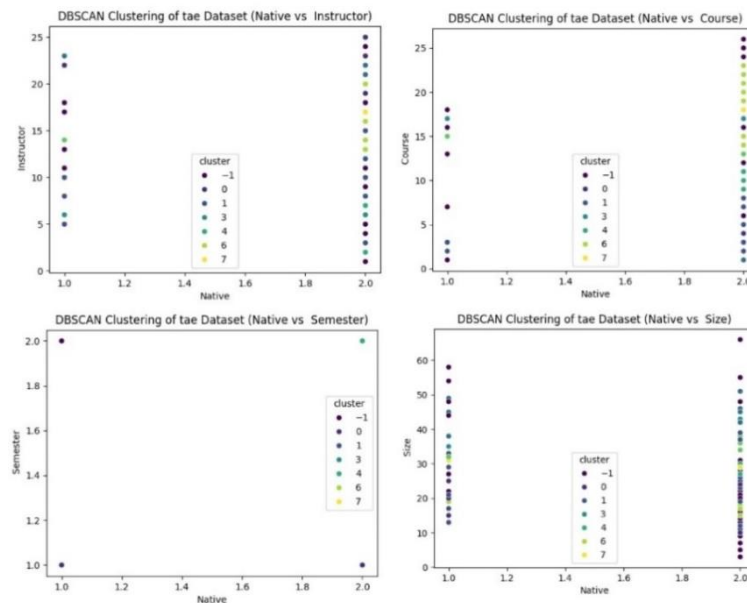 DBSCAN Clustering of tae Dataset (Native vs Instructor)
25
20
15
10
5
0
Instructor
cluster
−1
0
1
3
4
6
7
1.0 1.2 1.4 1.6 1.8 2.0
Native
DBSCAN Clustering of tae Dataset (Native vs Course)
25
20
15
10
5
0
Course
cluster
−1
0
1
3
4
6
7
1.0 1.2 1.4 1.6 1.8 2.0
Native
DBSCAN Clustering of tae Dataset (Native vs Semester)
2.0
1.8
1.6
1.4
1.2
1.0
Semester
cluster
−1
0
1
3
4
6
7
1.0 1.2 1.4 1.6 1.8 2.0
Native
DBSCAN Clustering of tae Dataset (Native vs Size)
60
50
40
30
20
10
0
Size
cluster
−1
0
1
3
4
6
7
1.0 1.2 1.4 1.6 1.8 2.0
Native